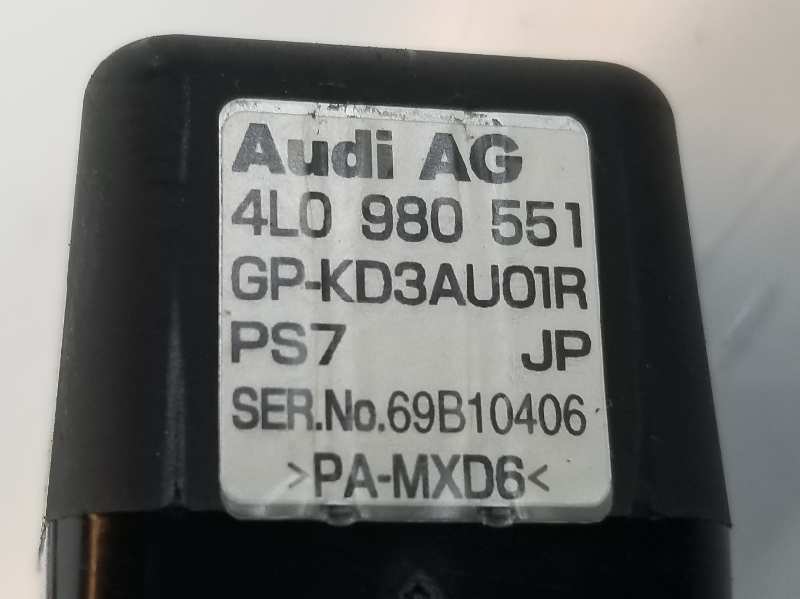 Audi AG
4L0 980 551
GP-KD3AU01R
PS7 JP
SER.No.69B10406
>PA-MXD6<